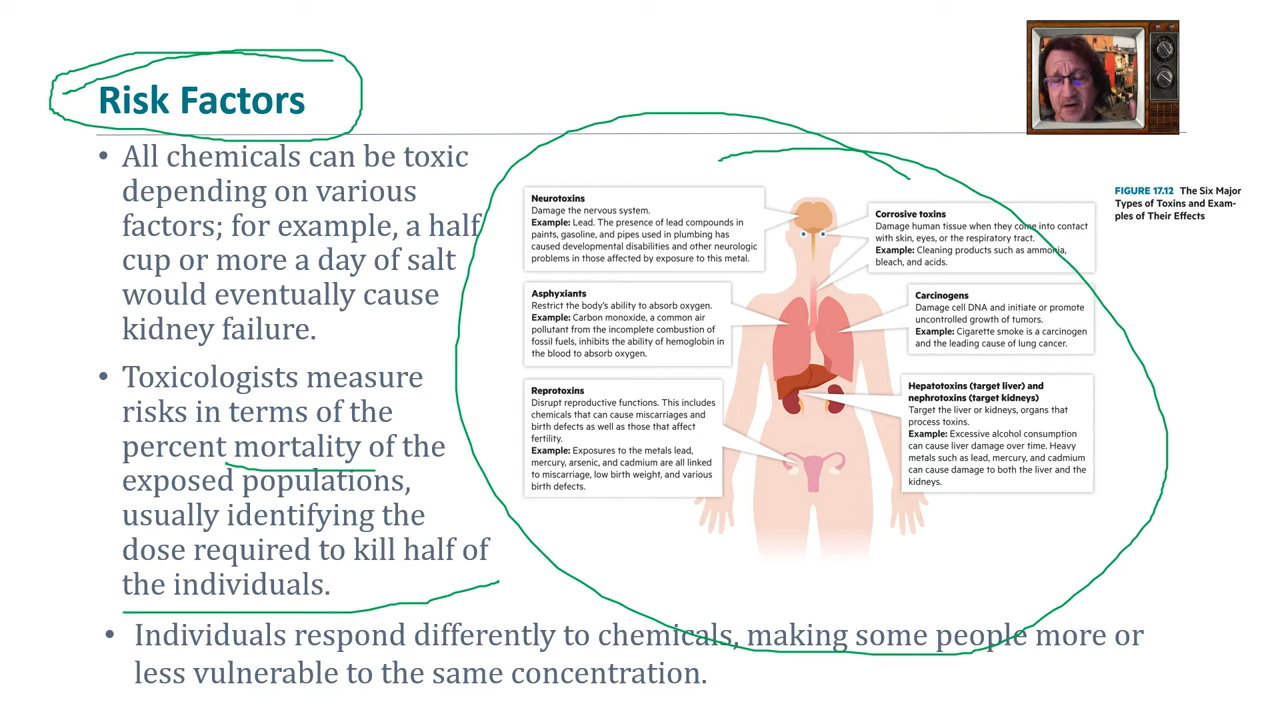 Risk Factors
• All chemicals can be toxic
depending on various
factors; for example, a half
cup or more a day of salt
would eventually cause
kidney failure.
• Toxicologists measure
risks in terms of the
percent mortality of the
exposed populations,
usually identifying the
dose required to kill half of
the individuals.
• Individuals respond differently to chemicals, making some people more or
less vulnerable to the same concentration.
Neurotoxins
Damage the nervous system.
Example: Lead. The presence of lead compounds in
paints, gasoline, and pipes used in plumbing has
caused developmental disabilities and other neurologic
problems in those affected by exposure to this metal.
Asphyxiants
Restrict the body's ability to absorb oxygen.
Example: Carbon monoxide, a common air
pollutant from the incomplete combustion of
fossil fuels, inhibits the ability of hemoglobin in
the blood to absorb oxygen.
Reprotoxins
Disrupt reproductive functions. This includes
chemicals that can cause miscarriages and
birth defects as well as those that affect
fertility.
Example: Exposures to the metals lead,
mercury, arsenic, and cadmium are all linked
to miscarriage, low birth weight, and various
birth defects.
Corrosive toxins
Damage human tissue when they come into contact
with skin, eyes, or the respiratory tract.
Example: Cleaning products such as ammonia,
bleach, and acids.
Carcinogens
Damage cell DNA and initiate or promote
uncontrolled growth of tumors.
Example: Cigarette smoke is a carcinogen
and the leading cause of lung cancer.
Hepatotoxins (target liver) and
nephrotoxins (target kidneys)
Target the liver or kidneys, organs that
process toxins.
Example: Excessive alcohol consumption
can cause liver damage over time. Heavy
metals such as lead, mercury, and cadmium
can cause damage to both the liver and the
kidneys.
FIGURE 17.12 The Six Major
Types of Toxins and Exam-
ples of Their Effects